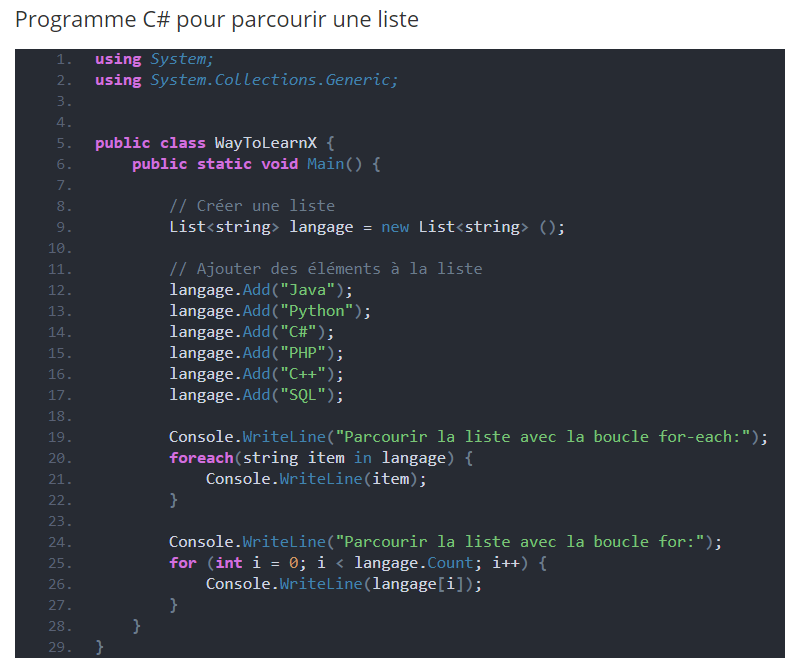 Programme C# pour parcourir une liste
1. using System;
2. using System.Collections.Generic;
3.
4.
5. public class WayToLearnX {
6.     public static void Main() {
7.
8.         // Créer une liste
9.         List<string> langage = new List<string> ();
10.
11.         // Ajouter des éléments à la liste
12.         langage.Add("Java");
13.         langage.Add("Python");
14.         langage.Add("C#");
15.         langage.Add("PHP");
16.         langage.Add("C++");
17.         langage.Add("SQL");
18.
19.         Console.WriteLine("Parcourir la liste avec la boucle for-each:");
20.         foreach(string item in langage) {
21.             Console.WriteLine(item);
22.         }
23.
24.         Console.WriteLine("Parcourir la liste avec la boucle for:");
25.         for (int i = 0; i < langage.Count; i++) {
26.             Console.WriteLine(langage[i]);
27.         }
28.     }
29. }